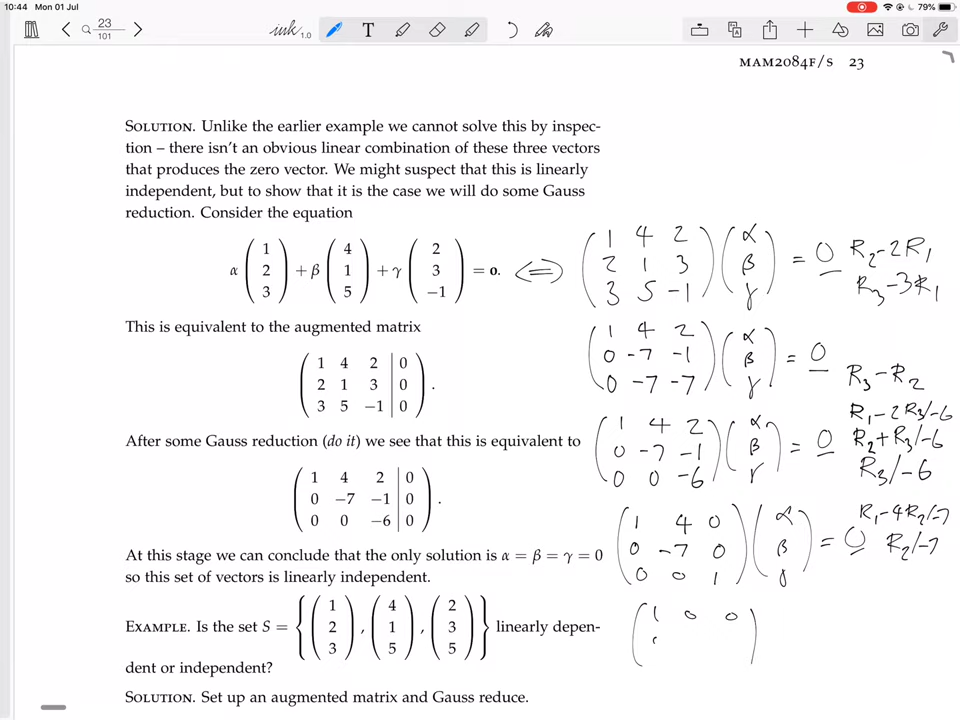 10:44 Mon 01 Jul 79%
23
101
ink 1.0 T
MAM2084F/S 23
SOLUTION. Unlike the earlier example we cannot solve this by inspec-
tion – there isn't an obvious linear combination of these three vectors
that produces the zero vector. We might suspect that this is linearly
independent, but to show that it is the case we will do some Gauss
reduction. Consider the equation
α (1 2 3) + β (4 1 5) + γ (2 3 −1) = 0.
⟺ (1 4 2
2 1 3
3 5 -1) (α β γ) = 0 R2-2R1
R3-3R1
This is equivalent to the augmented matrix
(1 4 2 | 0
2 1 3 | 0
3 5 −1 | 0).
(1 4 2
0 -7 -1
0 -7 -7) (α β γ) = 0
R3-R2
After some Gauss reduction (do it) we see that this is equivalent to
(1 4 2 | 0
0 −7 −1 | 0
0 0 −6 | 0).
(1 4 2
0 -7 -1
0 0 -6) (α β γ) = 0
R1-2R3/-6
R2+R3/-6
R3/-6
At this stage we can conclude that the only solution is α = β = γ = 0
so this set of vectors is linearly independent.
(1 4 0
0 -7 0
0 0 1) (α β γ) = 0
R1-4R2/-7
R2/-7
EXAMPLE. Is the set S = {(1 2 3), (4 1 5), (2 3 5)} linearly depen-
dent or independent?
(1 0 0
SOLUTION. Set up an augmented matrix and Gauss reduce.